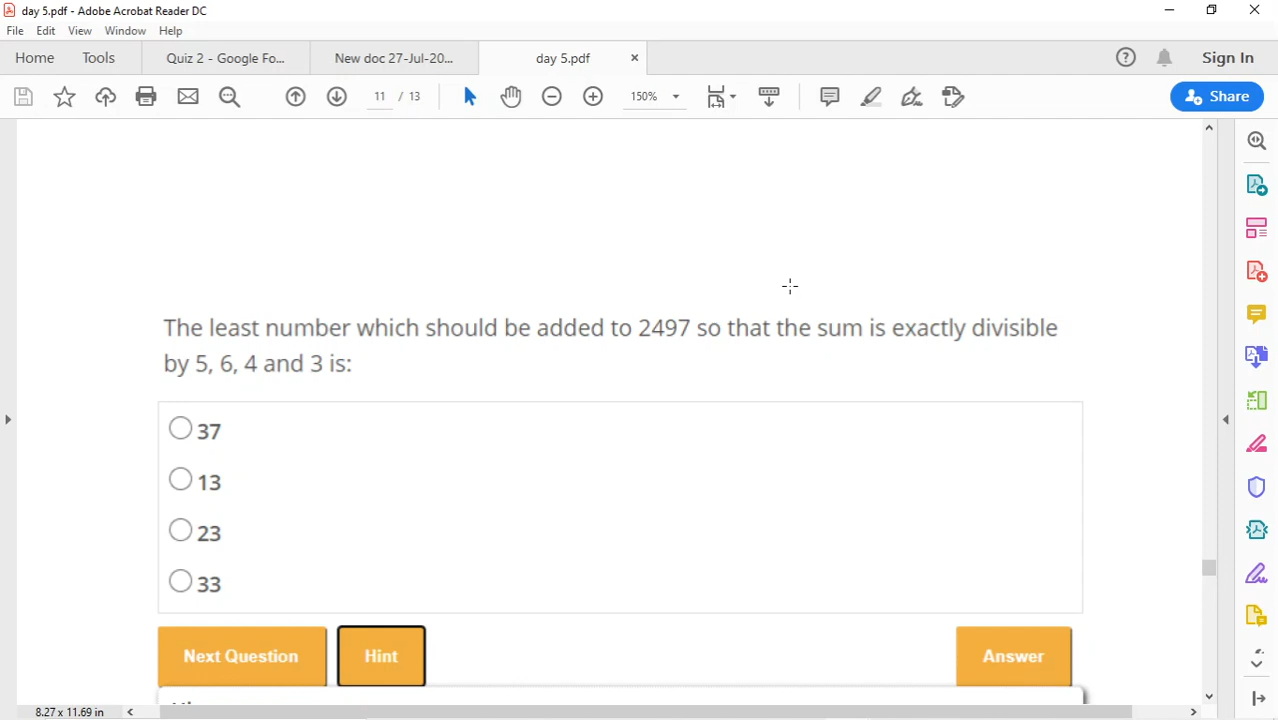 day 5.pdf - Adobe Acrobat Reader DC
File Edit View Window Help
Home Tools Quiz 2 - Google Fo... New doc 27-Jul-20... day 5.pdf × Sign In
11 / 13 150% Share
The least number which should be added to 2497 so that the sum is exactly divisible
by 5, 6, 4 and 3 is:
37
13
23
33
Next Question Hint Answer
8.27 x 11.69 in